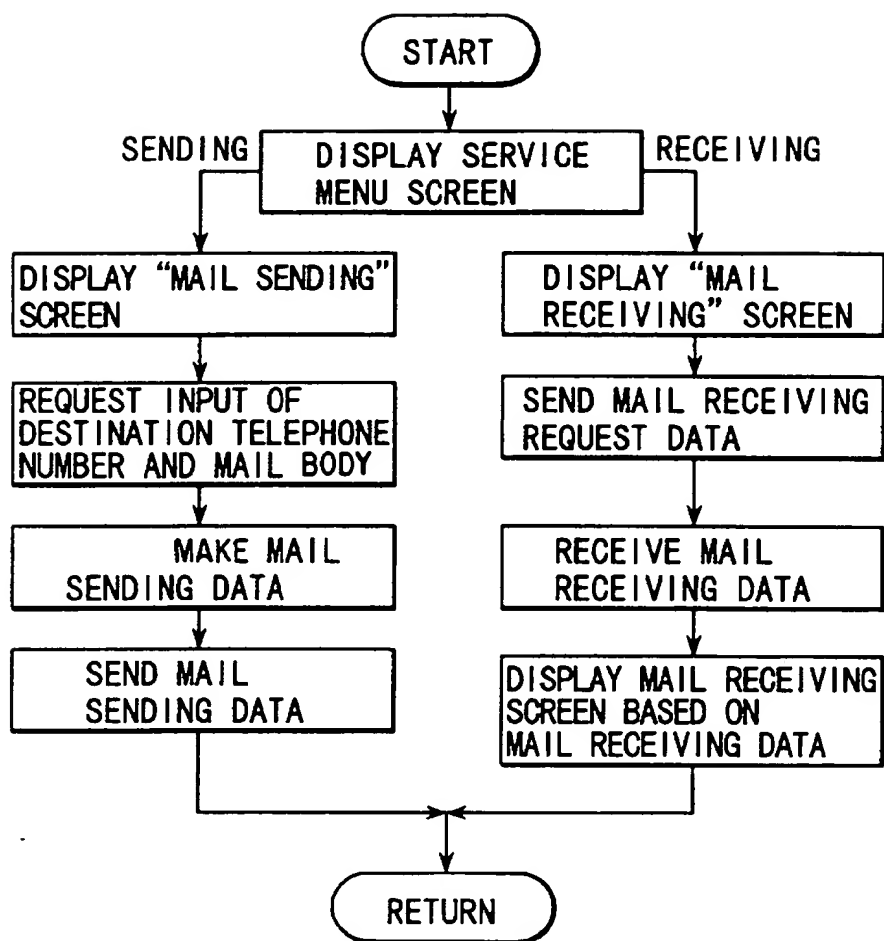 START
SENDING
DISPLAY SERVICE
MENU SCREEN
RECEIVING
DISPLAY “MAIL SENDING”
SCREEN
REQUEST INPUT OF
DESTINATION TELEPHONE
NUMBER AND MAIL BODY
MAKE MAIL
SENDING DATA
SEND MAIL
SENDING DATA
DISPLAY “MAIL
RECEIVING” SCREEN
SEND MAIL RECEIVING
REQUEST DATA
RECEIVE MAIL
RECEIVING DATA
DISPLAY MAIL RECEIVING
SCREEN BASED ON
MAIL RECEIVING DATA
RETURN